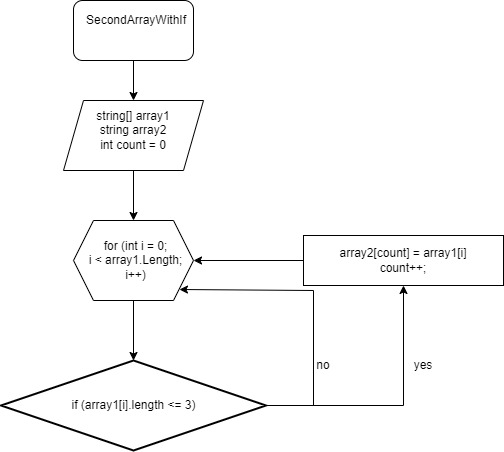 SecondArrayWithIf
string[] array1
string array2
int count = 0
for (int i = 0;
i < array1.Length;
i++)
array2[count] = array1[i]
count++;
no
yes
if (array1[i].length <= 3)